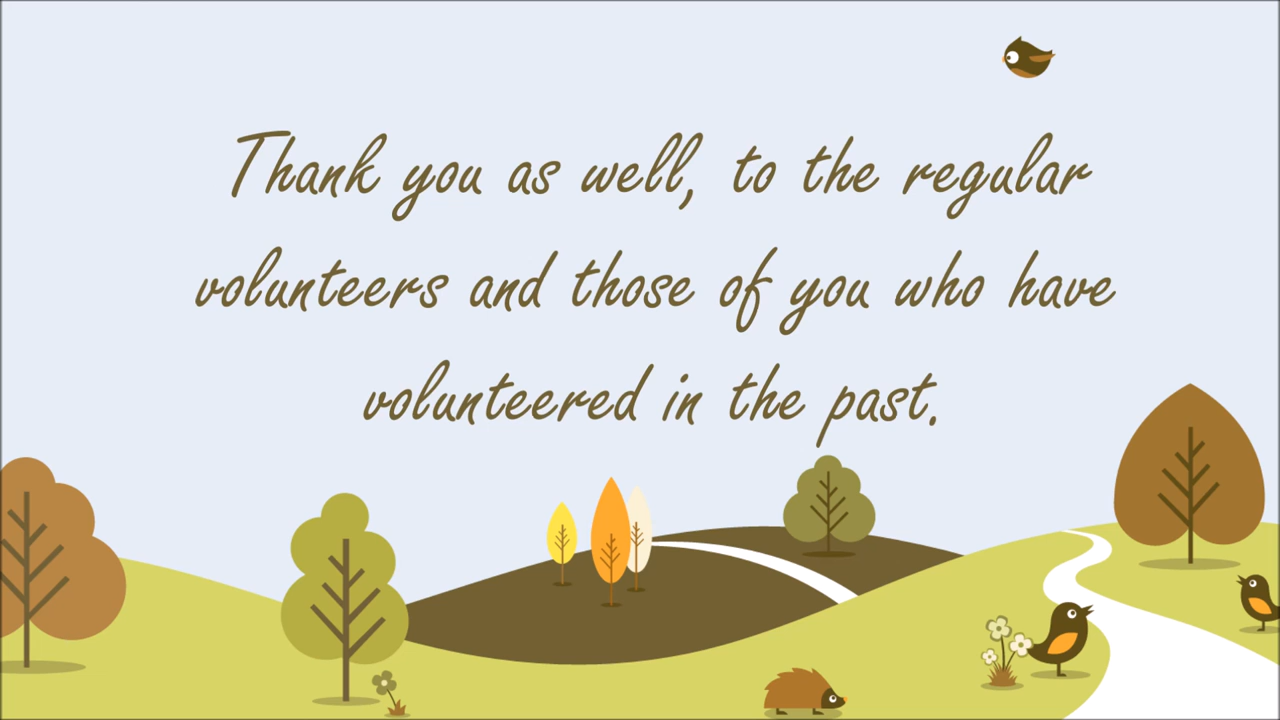 Thank you as well, to the regular
volunteers and those of you who have
volunteered in the past.